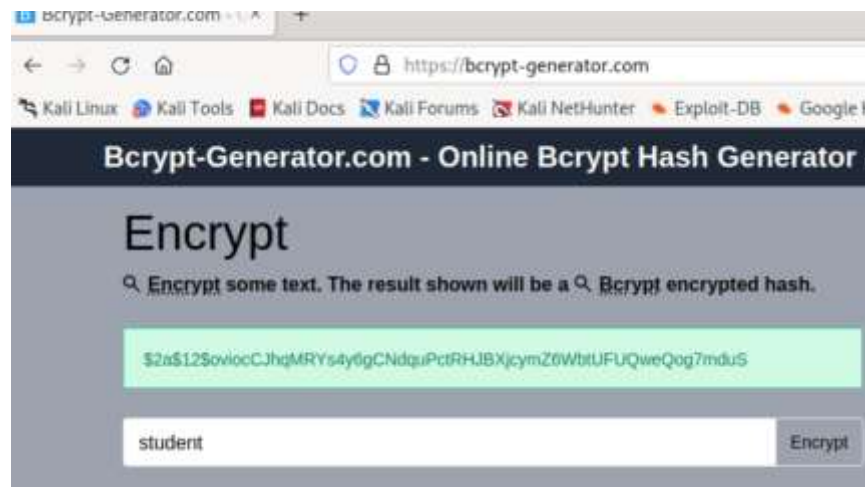 Bcrypt-Generator.com -
https://bcrypt-generator.com
Kali Linux Kali Tools Kali Docs Kali Forums Kali NetHunter Exploit-DB Google
Bcrypt-Generator.com - Online Bcrypt Hash Generator
Encrypt
Encrypt some text. The result shown will be a Bcrypt encrypted hash.
student Encrypt